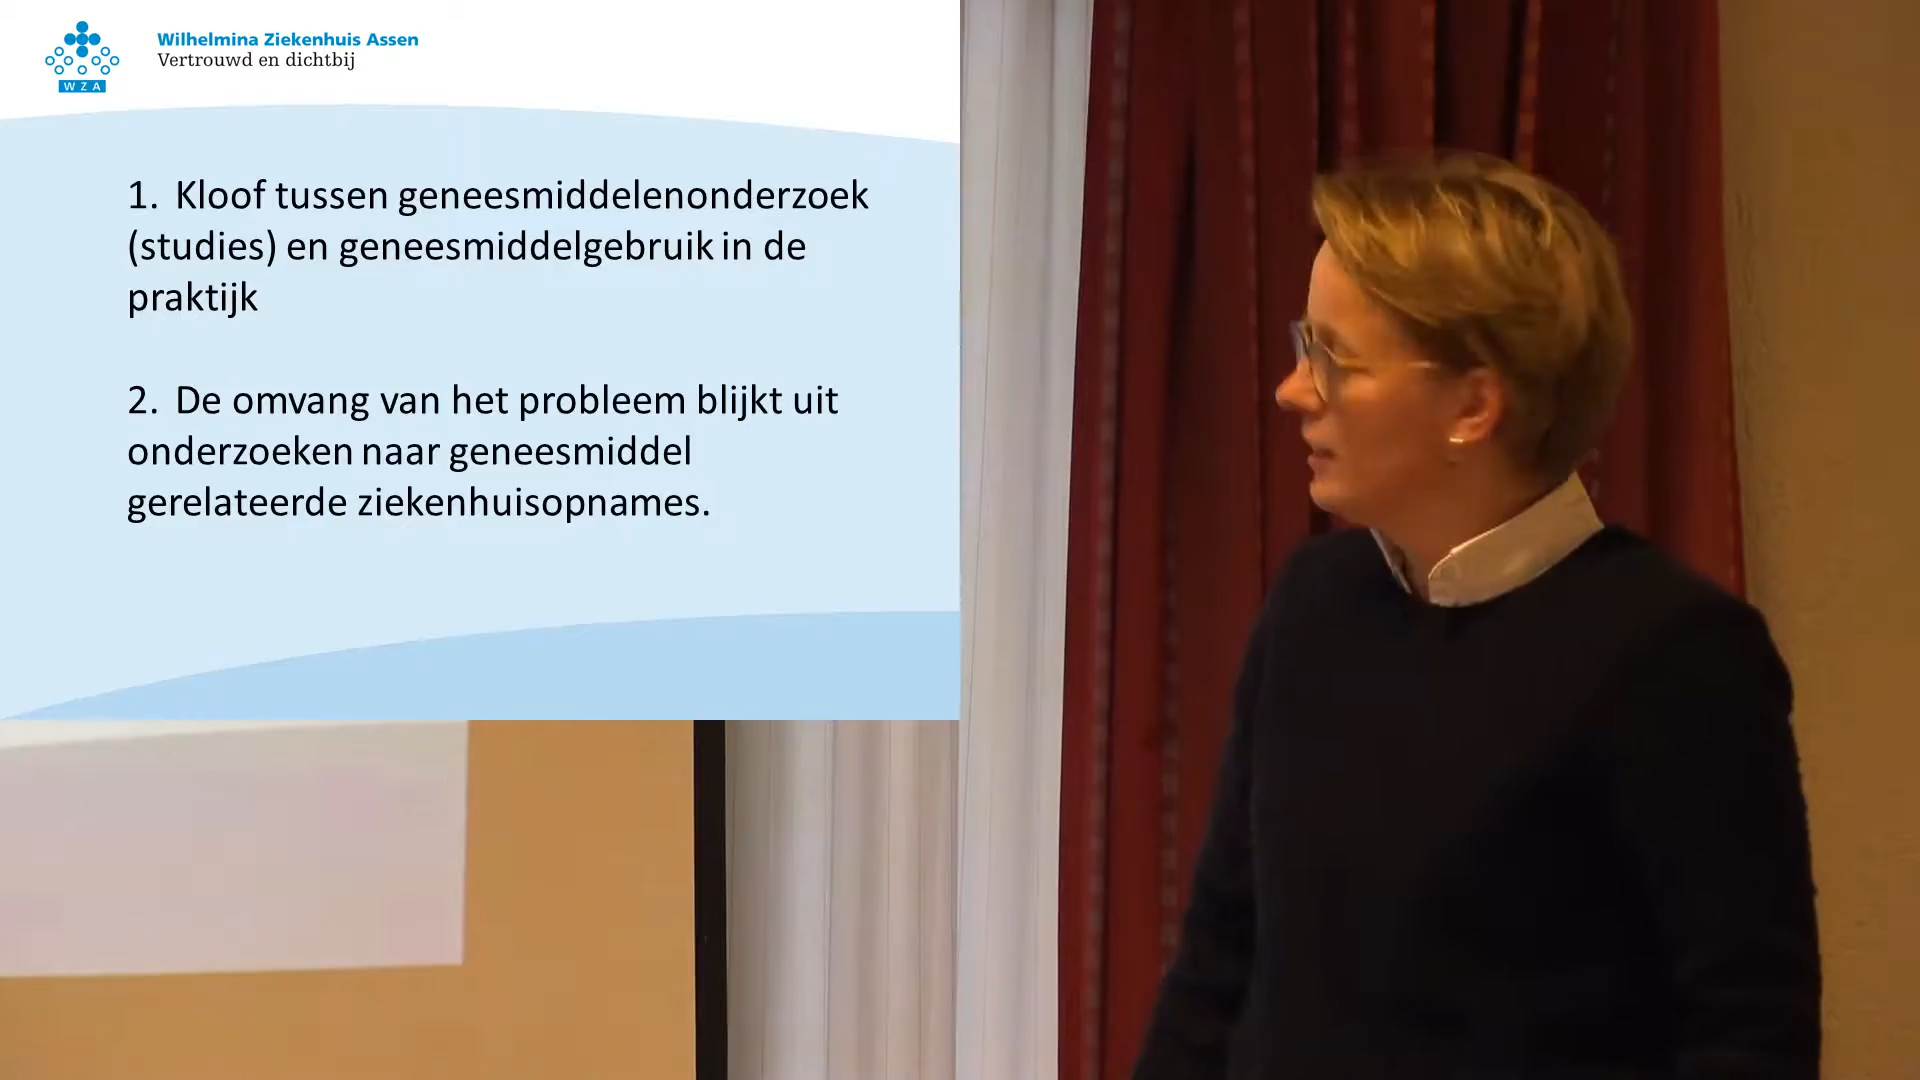 Wilhelmina Ziekenhuis Assen
Vertrouwd en dichtbij
WZA
1. Kloof tussen geneesmiddelenonderzoek
(studies) en geneesmiddelgebruik in de
praktijk
2. De omvang van het probleem blijkt uit
onderzoeken naar geneesmiddel
gerelateerde ziekenhuisopnames.